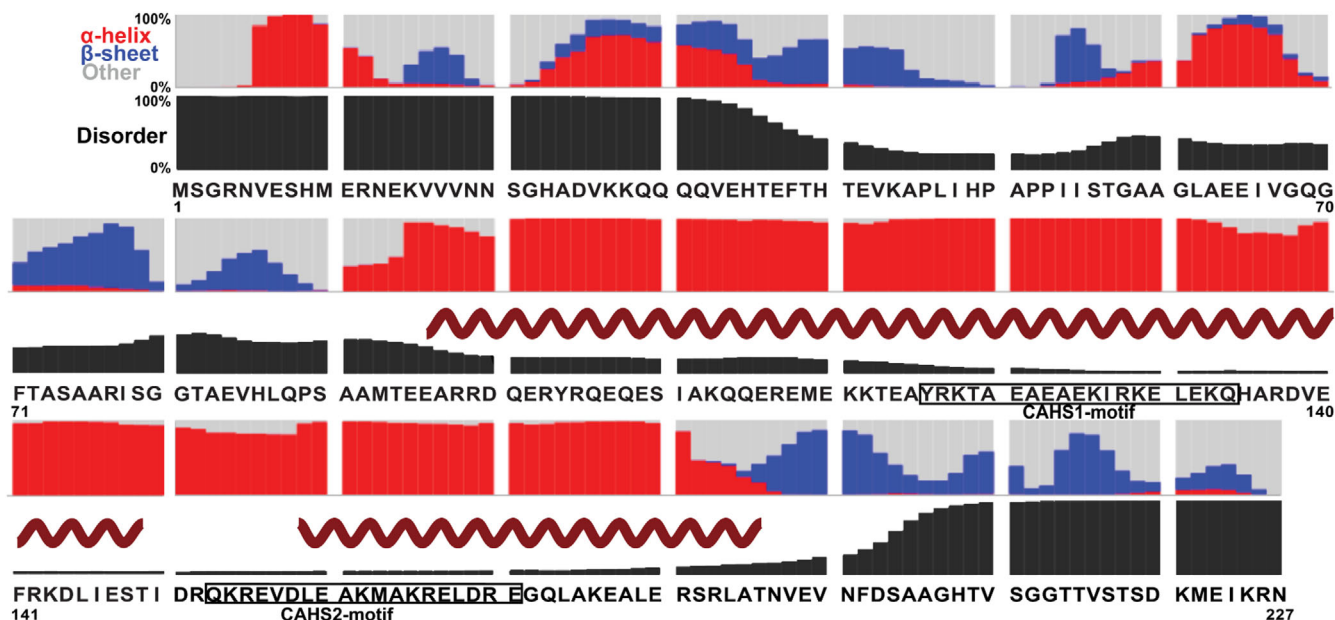 100%
α-helix
β-sheet
Other
0%
100%
Disorder
0%
MSGRNVESHM ERNEKVVVNN SGHADVKKQQ QQVEHTEFTH TEVKAPLIHP APPIISTGAA GLAEEIVGQG
1 70
FTASAARISG GTAEVHLQPS AAMTEEARRD QERYRQEQES IAKQQEREME KKTEAYRKTA EAEAEKIRKE LEKQHARDVE
71 CAHS1-motif 140
FRKDLIESTI DRQKREVDLE AKMAKRELDR EGQLAKEALE RSRLATNVEV NFDSAAGHTV SGGTTVSTSD KMEIKRN
141 CAHS2-motif 227